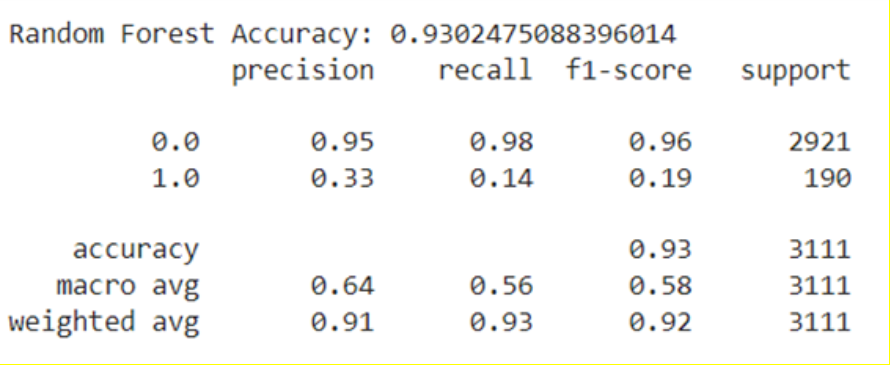 Random Forest Accuracy: 0.9302475088396014
precision recall f1-score support
0.0 0.95 0.98 0.96 2921
1.0 0.33 0.14 0.19 190
accuracy 0.93 3111
macro avg 0.64 0.56 0.58 3111
weighted avg 0.91 0.93 0.92 3111